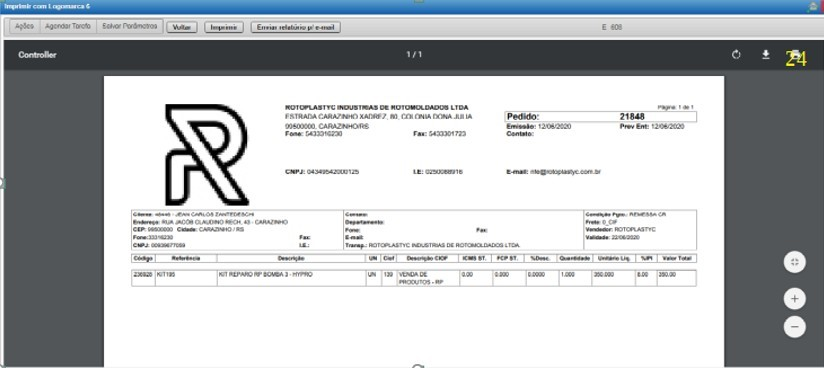 Imprimir com Logomarca 6
Ações Agendar Tarefa Salvar Parâmetros Voltar Imprimir Enviar relatório p/ e-mail E 608
Controller 1 / 1
24
ROTOPLASTYC INDUSTRIAS DE ROTOMOLDADOS LTDA Página: 1 de 1
ESTRADA CARAZINHO XADREZ, 80, COLONIA DONA JULIA Pedido: 21848
99500000, CARAZINHO/RS Emissão: 12/06/2020 Prev Ent: 12/06/2020
Fone: 5433316230 Fax: 5433301723 Contato:
CNPJ: 04349542000125 I.E: 0250088916 E-mail: nfe@rotoplastyc.com.br
Cliente: 48445 - JEAN CARLOS ZANTEDESCHI Contato: Condição Pgto.: REMESSA CR
Endereço: RUA JACÓB CLAUDINO RECH, 43 - CARAZINHO Departamento: Frete: 0_CIF
CEP: 99500000 Cidade: CARAZINHO / RS Fone: Fax: Vendedor: ROTOPLASTYC
Fone:33316230 Fax: E-mail: Validade: 22/06/2020
CNPJ: 00939677009 I.E.: Transp.: ROTOPLASTYC INDUSTRIAS DE ROTOMOLDADOS LTDA.
Código Referência Descrição UN Clof Descrição ClOF ICMS ST. FCP ST. %Desc. Quantidade Unitário Liq. %IPI Valor Total
236928 KIT195 KIT REPARO RP BOMBA 3 - HYPRO UN 139 VENDA DE 0.00 0.000 0.0000 1.000 350.000 8.00 350.00
PRODUTOS - RP